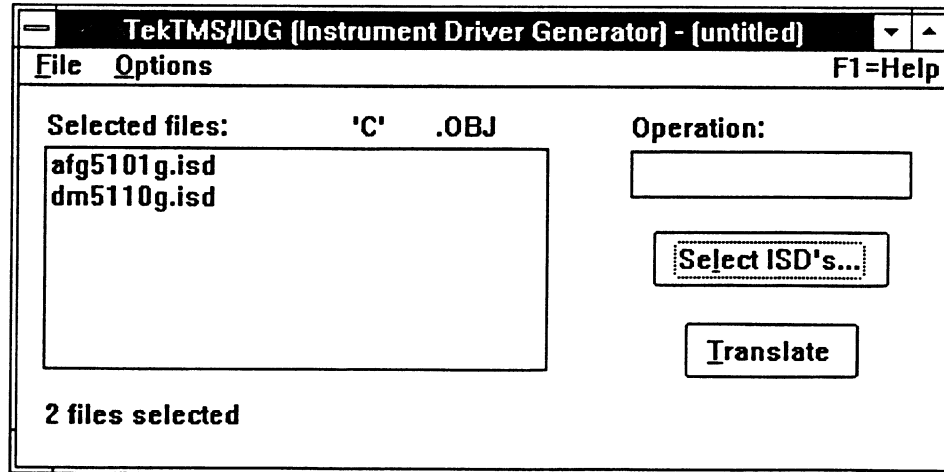 TekTMS/IDG (Instrument Driver Generator) - (untitled)
File Options F1=Help
Selected files: 'C' .OBJ Operation:
afg5101g.isd
dm5110g.isd
Select ISD's...
Translate
2 files selected